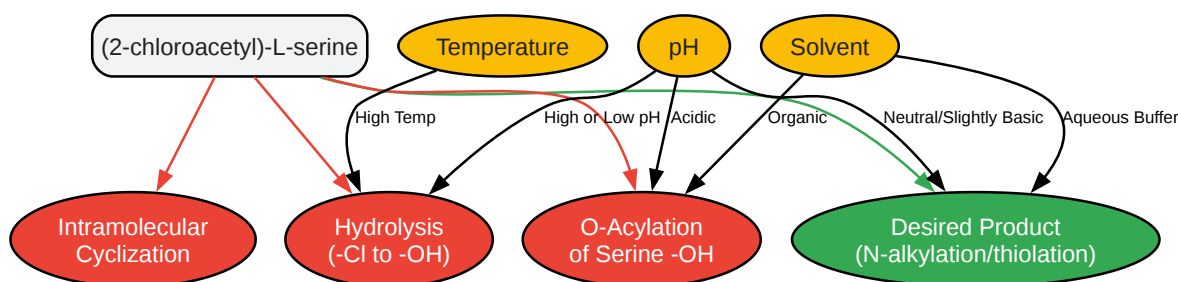 (2-chloroacetyl)-L-serine
Temperature
pH
Solvent
High Temp
High or Low pH
Acidic
Organic
Neutral/Slightly Basic
Aqueous Buffer
Intramolecular
Cyclization
Hydrolysis
(-Cl to -OH)
O-Acylation
of Serine -OH
Desired Product
(N-alkylation/thiolation)